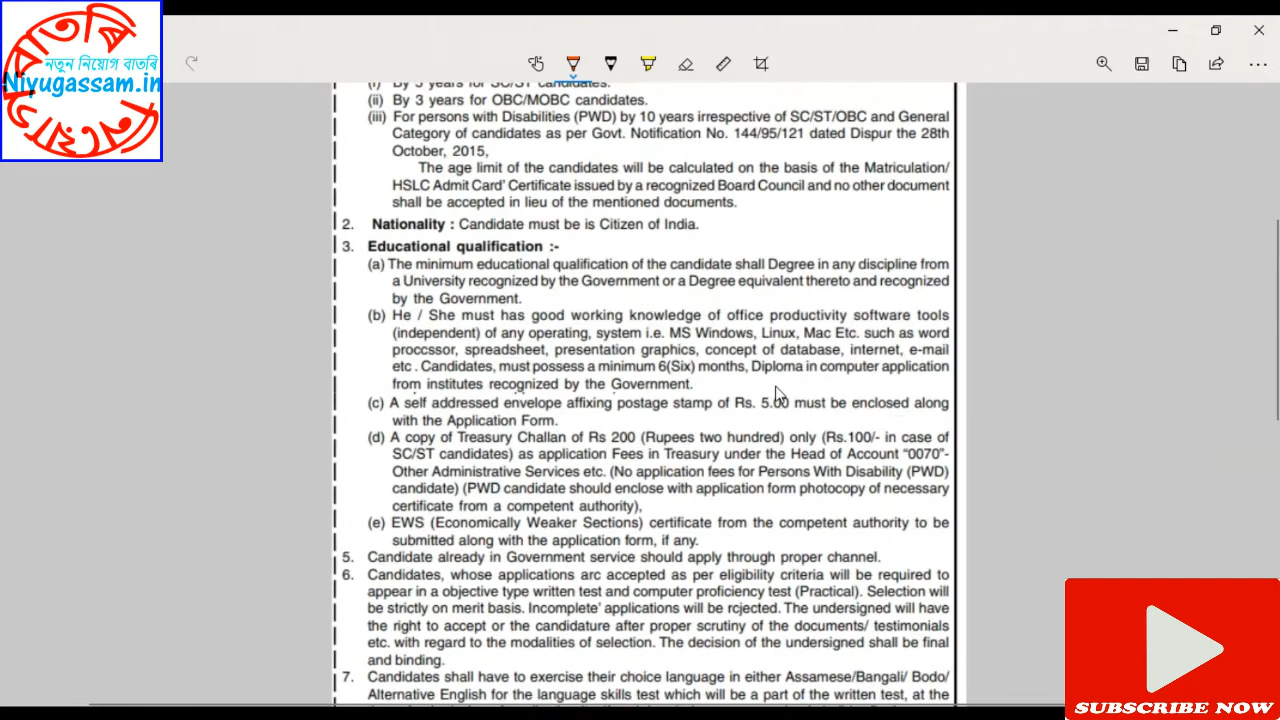 বাতৰি
নতুন নিয়োগ বাতৰি
Niyugassam.in
নিয়োগ
(i) By 5 years for SC/ST candidates.
(ii) By 3 years for OBC/MOBC candidates.
(iii) For persons with Disabilities (PWD) by 10 years irrespective of SC/ST/OBC and General
Category of candidates as per Govt. Notification No. 144/95/121 dated Dispur the 28th
October, 2015,
The age limit of the candidates will be calculated on the basis of the Matriculation/
HSLC Admit Card' Certificate issued by a recognized Board Council and no other document
shall be accepted in lieu of the mentioned documents.
2. Nationality : Candidate must be is Citizen of India.
3. Educational qualification :-
(a) The minimum educational qualification of the candidate shall Degree in any discipline from
a University recognized by the Government or a Degree equivalent thereto and recognized
by the Government.
(b) He / She must has good working knowledge of office productivity software tools
(independent) of any operating, system i.e. MS Windows, Linux, Mac Etc. such as word
proccssor, spreadsheet, presentation graphics, concept of database, internet, e-mail
etc . Candidates, must possess a minimum 6(Six) months, Diploma in computer application
from institutes recognized by the Government.
(c) A self addressed envelope affixing postage stamp of Rs. 5.00 must be enclosed along
with the Application Form.
(d) A copy of Treasury Challan of Rs 200 (Rupees two hundred) only (Rs.100/- in case of
SC/ST candidates) as application Fees in Treasury under the Head of Account “0070”-
Other Administrative Services etc. (No application fees for Persons With Disability (PWD)
candidate) (PWD candidate should enclose with application form photocopy of necessary
certificate from a competent authority),
(e) EWS (Economically Weaker Sections) certificate from the competent authority to be
submitted along with the application form, if any.
5. Candidate already in Government service should apply through proper channel.
6. Candidates, whose applications arc accepted as per eligibility criteria will be required to
appear in a objective type written test and computer proficiency test (Practical). Selection will
be strictly on merit basis. Incomplete' applications will be rcjected. The undersigned will have
the right to accept or the candidature after proper scrutiny of the documents/ testimonials
etc. with regard to the modalities of selection. The decision of the undersigned shall be final
and binding.
7. Candidates shall have to exercise their choice language in either Assamese/Bangali/ Bodo/
Alternative English for the language skills test which will be a part of the written test, at the
SUBSCRIBE NOW